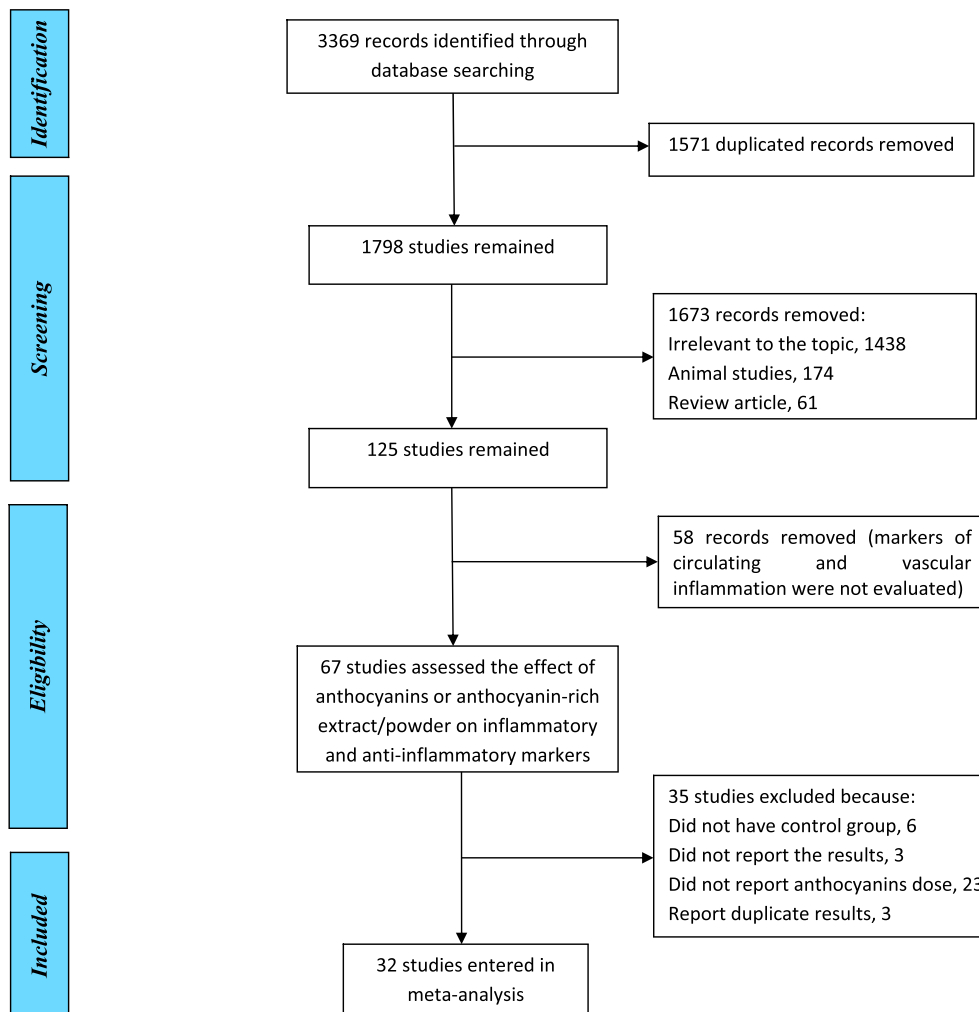 Identification
3369 records identified through
database searching
1571 duplicated records removed
Screening
1798 studies remained
1673 records removed:
Irrelevant to the topic, 1438
Animal studies, 174
Review article, 61
125 studies remained
Eligibility
58 records removed (markers of
circulating and vascular
inflammation were not evaluated)
67 studies assessed the effect of
anthocyanins or anthocyanin-rich
extract/powder on inflammatory
and anti-inflammatory markers
35 studies excluded because:
Did not have control group, 6
Did not report the results, 3
Did not report anthocyanins dose, 23
Report duplicate results, 3
Included
32 studies entered in
meta-analysis